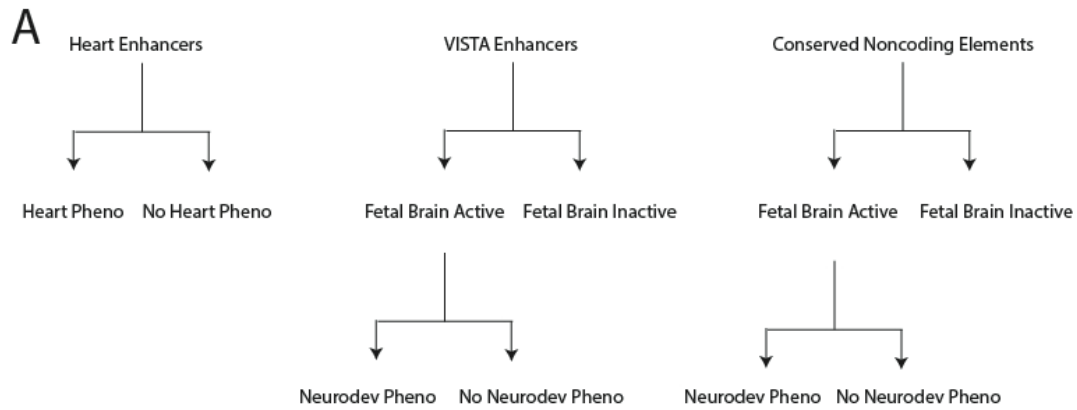 A
Heart Enhancers VISTA Enhancers Conserved Noncoding Elements
Heart Pheno No Heart Pheno Fetal Brain Active Fetal Brain Inactive Fetal Brain Active Fetal Brain Inactive
Neurodev Pheno No Neurodev Pheno Neurodev Pheno No Neurodev Pheno